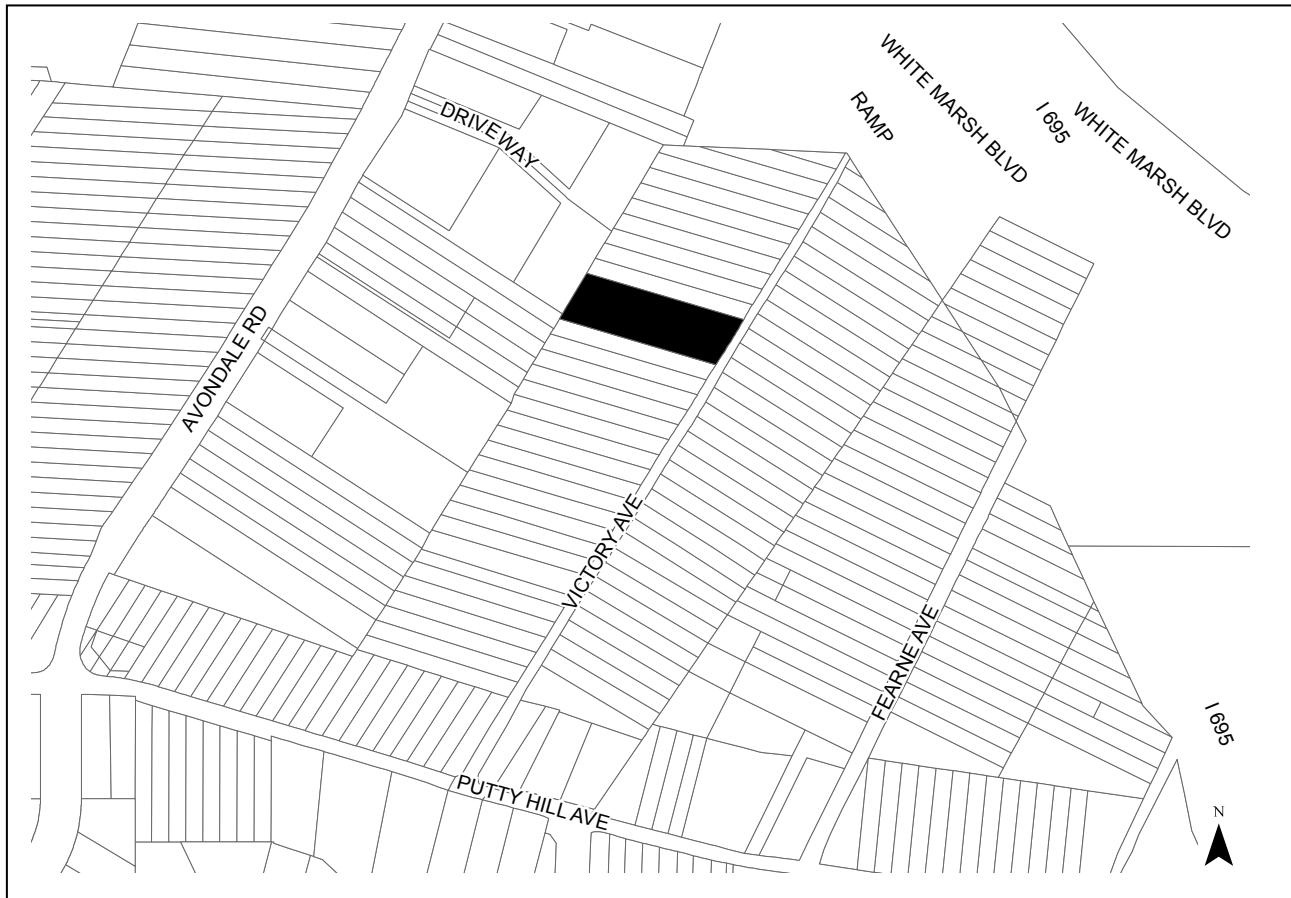 WHITE MARSH BLVD
RAMP
I 695
WHITE MARSH BLVD
DRIVEWAY
AVONDALE RD
VICTORY AVE
FEARNE AVE
I 695
PUTTY HILL AVE
N